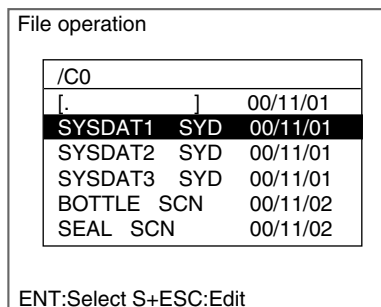 File operation
/C0
[. ] 00/11/01
SYSDAT1 SYD 00/11/01
SYSDAT2 SYD 00/11/01
SYSDAT3 SYD 00/11/01
BOTTLE SCN 00/11/02
SEAL SCN 00/11/02
ENT:Select S+ESC:Edit